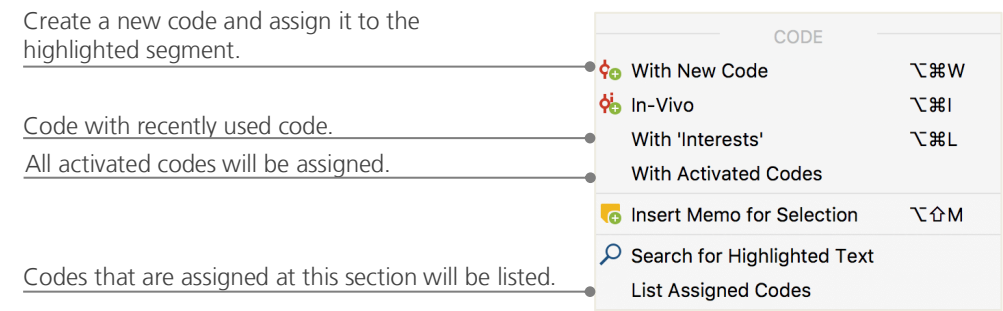 Create a new code and assign it to the
highlighted segment.
CODE
With New Code ⌥⌘W
In-Vivo ⌥⌘I
Code with recently used code.
With 'Interests' ⌥⌘L
All activated codes will be assigned.
With Activated Codes
Insert Memo for Selection ⌥⇧M
Search for Highlighted Text
Codes that are assigned at this section will be listed.
List Assigned Codes